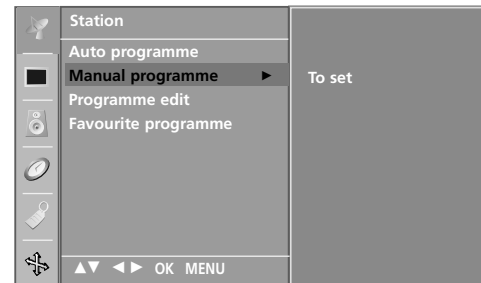 Station
Auto programme
Manual programme ►
To set
Programme edit
Favourite programme
▲▼ ◄► OK MENU